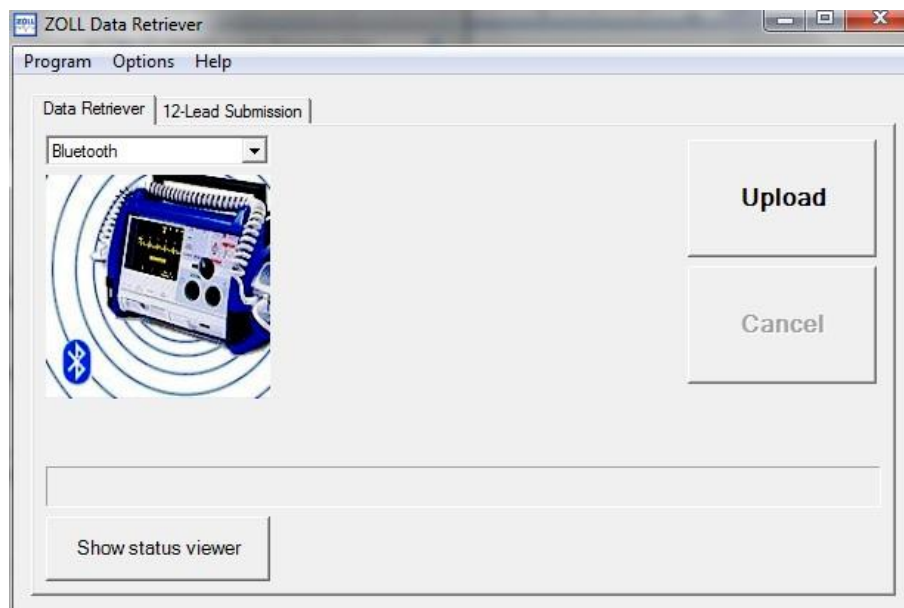 ZOLL Data Retriever
Program Options Help
Data Retriever 12-Lead Submission
Bluetooth
Upload
Cancel
Show status viewer